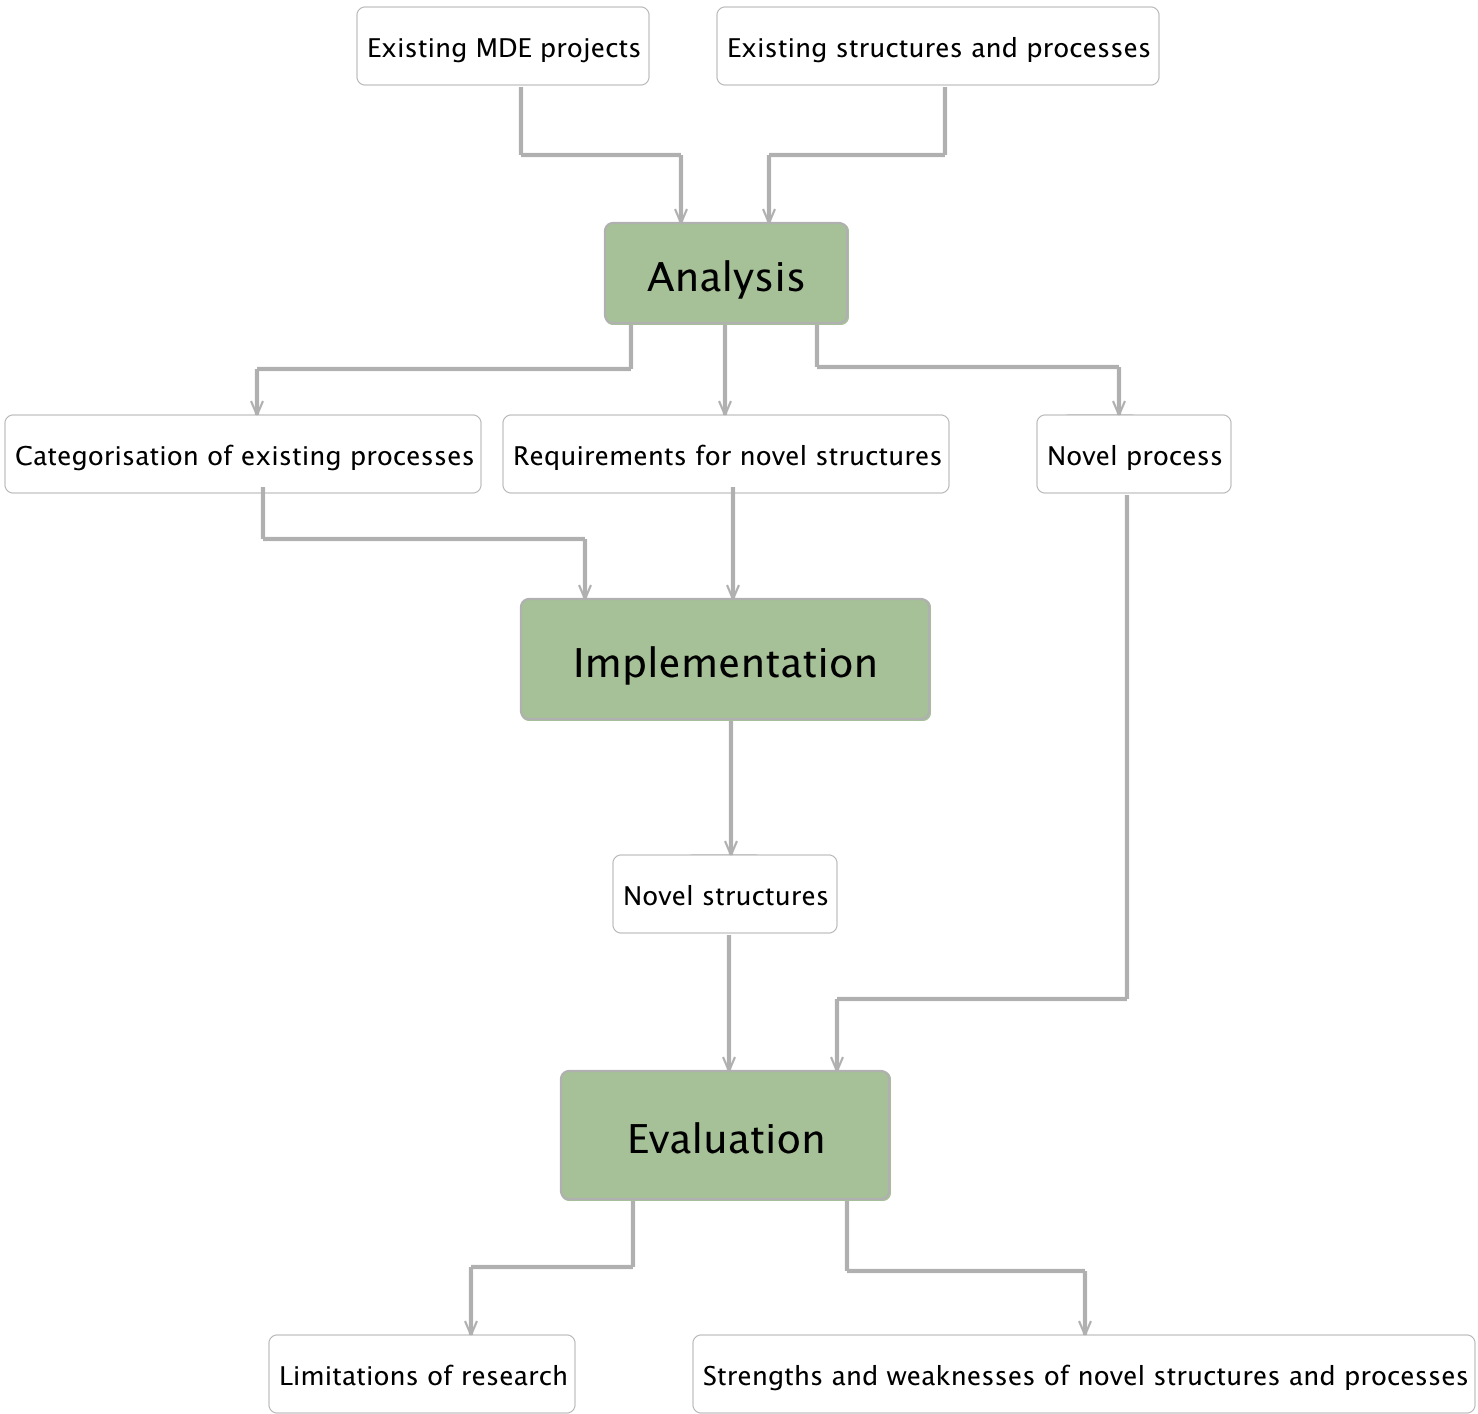 Existing MDE projects
Existing structures and processes
Analysis
Categorisation of existing processes
Requirements for novel structures
Novel process
Implementation
Novel structures
Evaluation
Limitations of research
Strengths and weaknesses of novel structures and processes